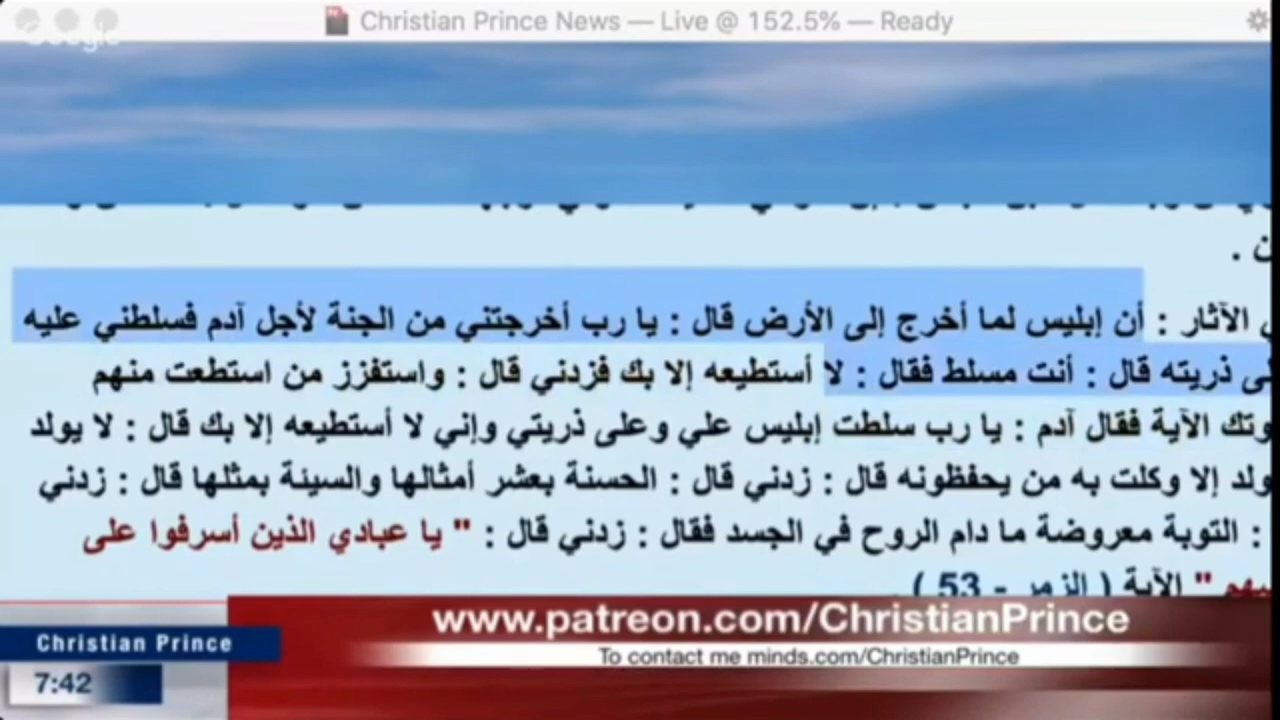 Christian Prince News — Live @ 152.5% — Ready
Google
ن .
الآثار : أن إبليس لما أخرج إلى الأرض قال : يا رب أخرجتني من الجنة لأجل آدم فسلطني عليه
ذريته قال : أنت مسلط فقال : لا أستطيعه إلا بك فزدني قال : واستفزز من استطعت منهم
وتك الآية فقال آدم : يا رب سلطت إبليس علي وعلى ذريتي وإني لا أستطيعه إلا بك قال : لا يولد
ولد إلا وكلت به من يحفظونه قال : زدني قال : الحسنة بعشر أمثالها والسيئة بمثلها قال : زدني
: التوبة معروضة ما دام الروح في الجسد فقال : زدني قال : " يا عبادي الذين أسرفوا على
" الآية ( الزمر - 53 ) .
www.patreon.com/ChristianPrince
To contact me minds.com/ChristianPrince
Christian Prince
7:42